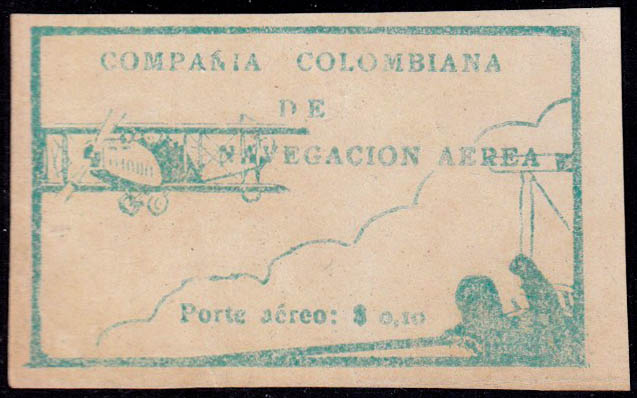 COMPAÑIA COLOMBIANA
DE
NAVEGACION AEREA
Porte aéreo: $ 0,10